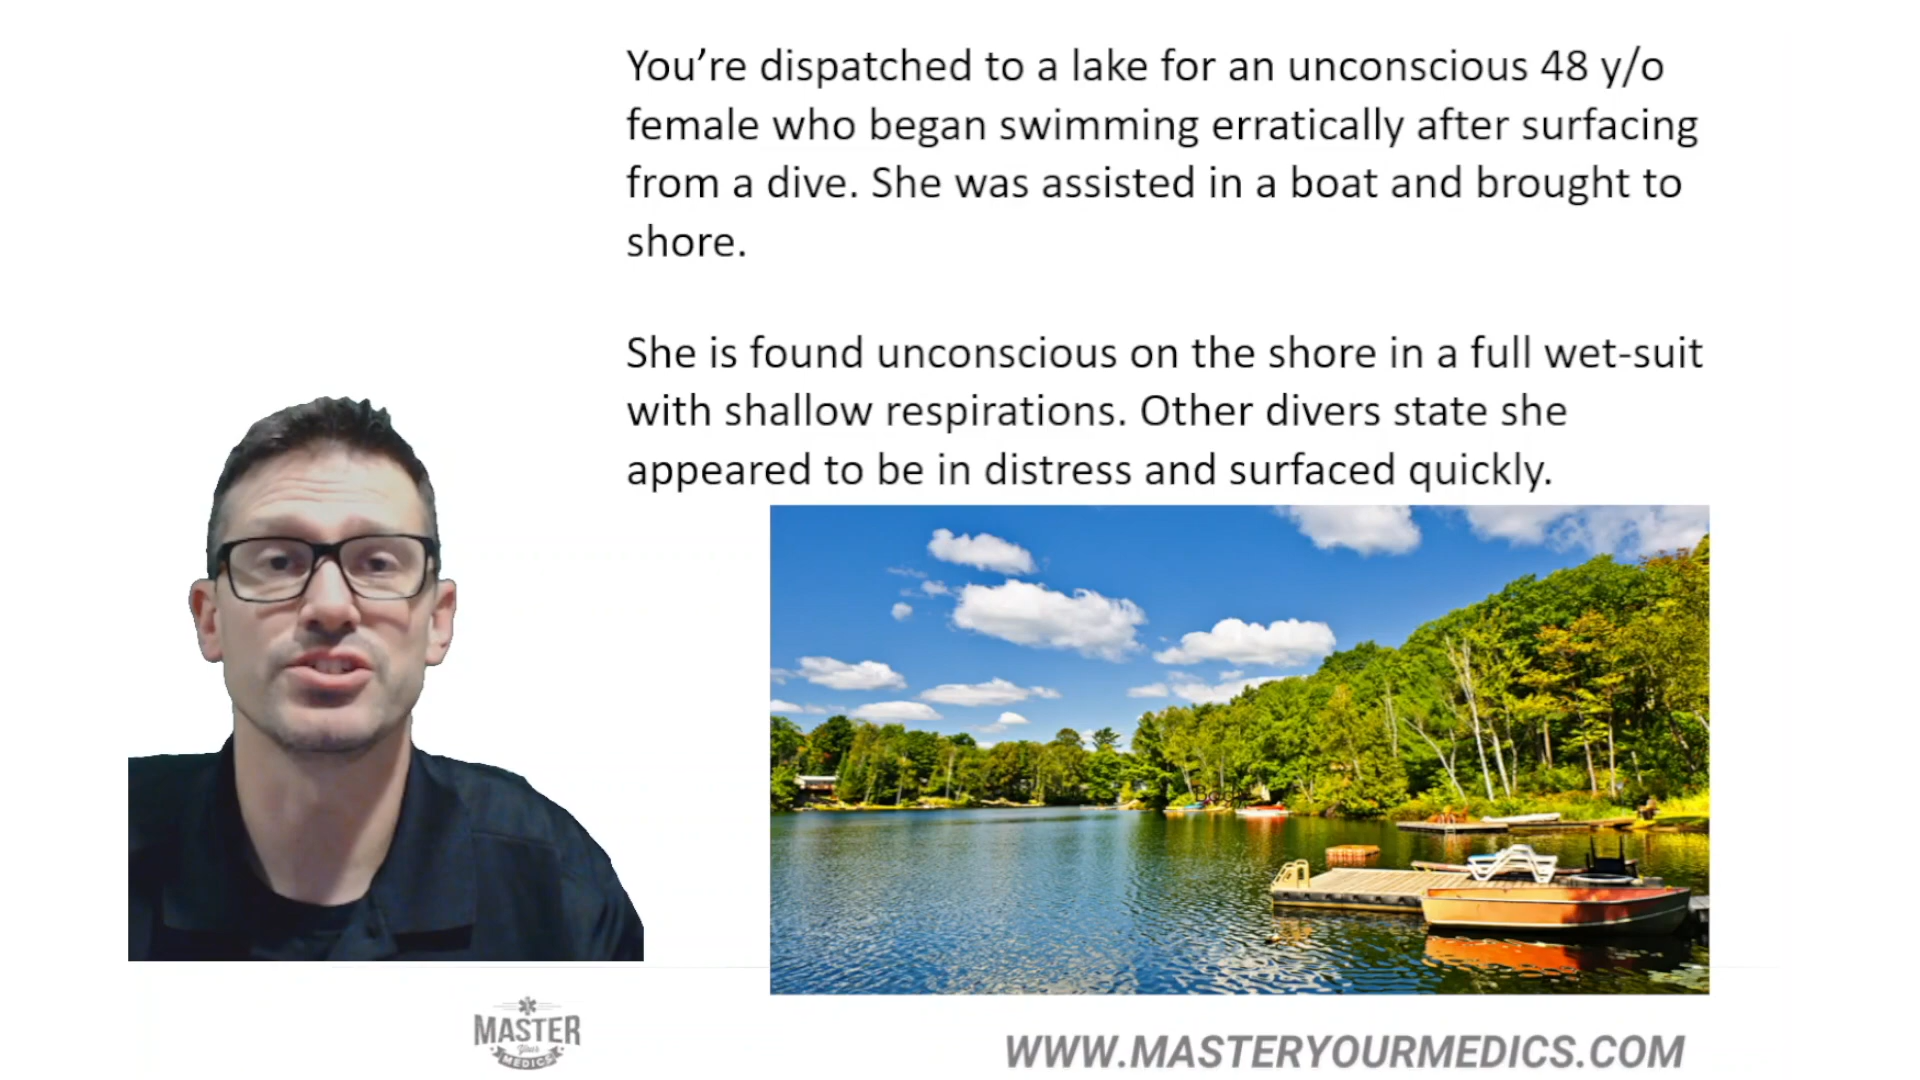 You’re dispatched to a lake for an unconscious 48 y/o
female who began swimming erratically after surfacing
from a dive. She was assisted in a boat and brought to
shore.
She is found unconscious on the shore in a full wet-suit
with shallow respirations. Other divers state she
appeared to be in distress and surfaced quickly.
MASTER
Your
MEDICS
WWW.MASTERYOURMEDICS.COM